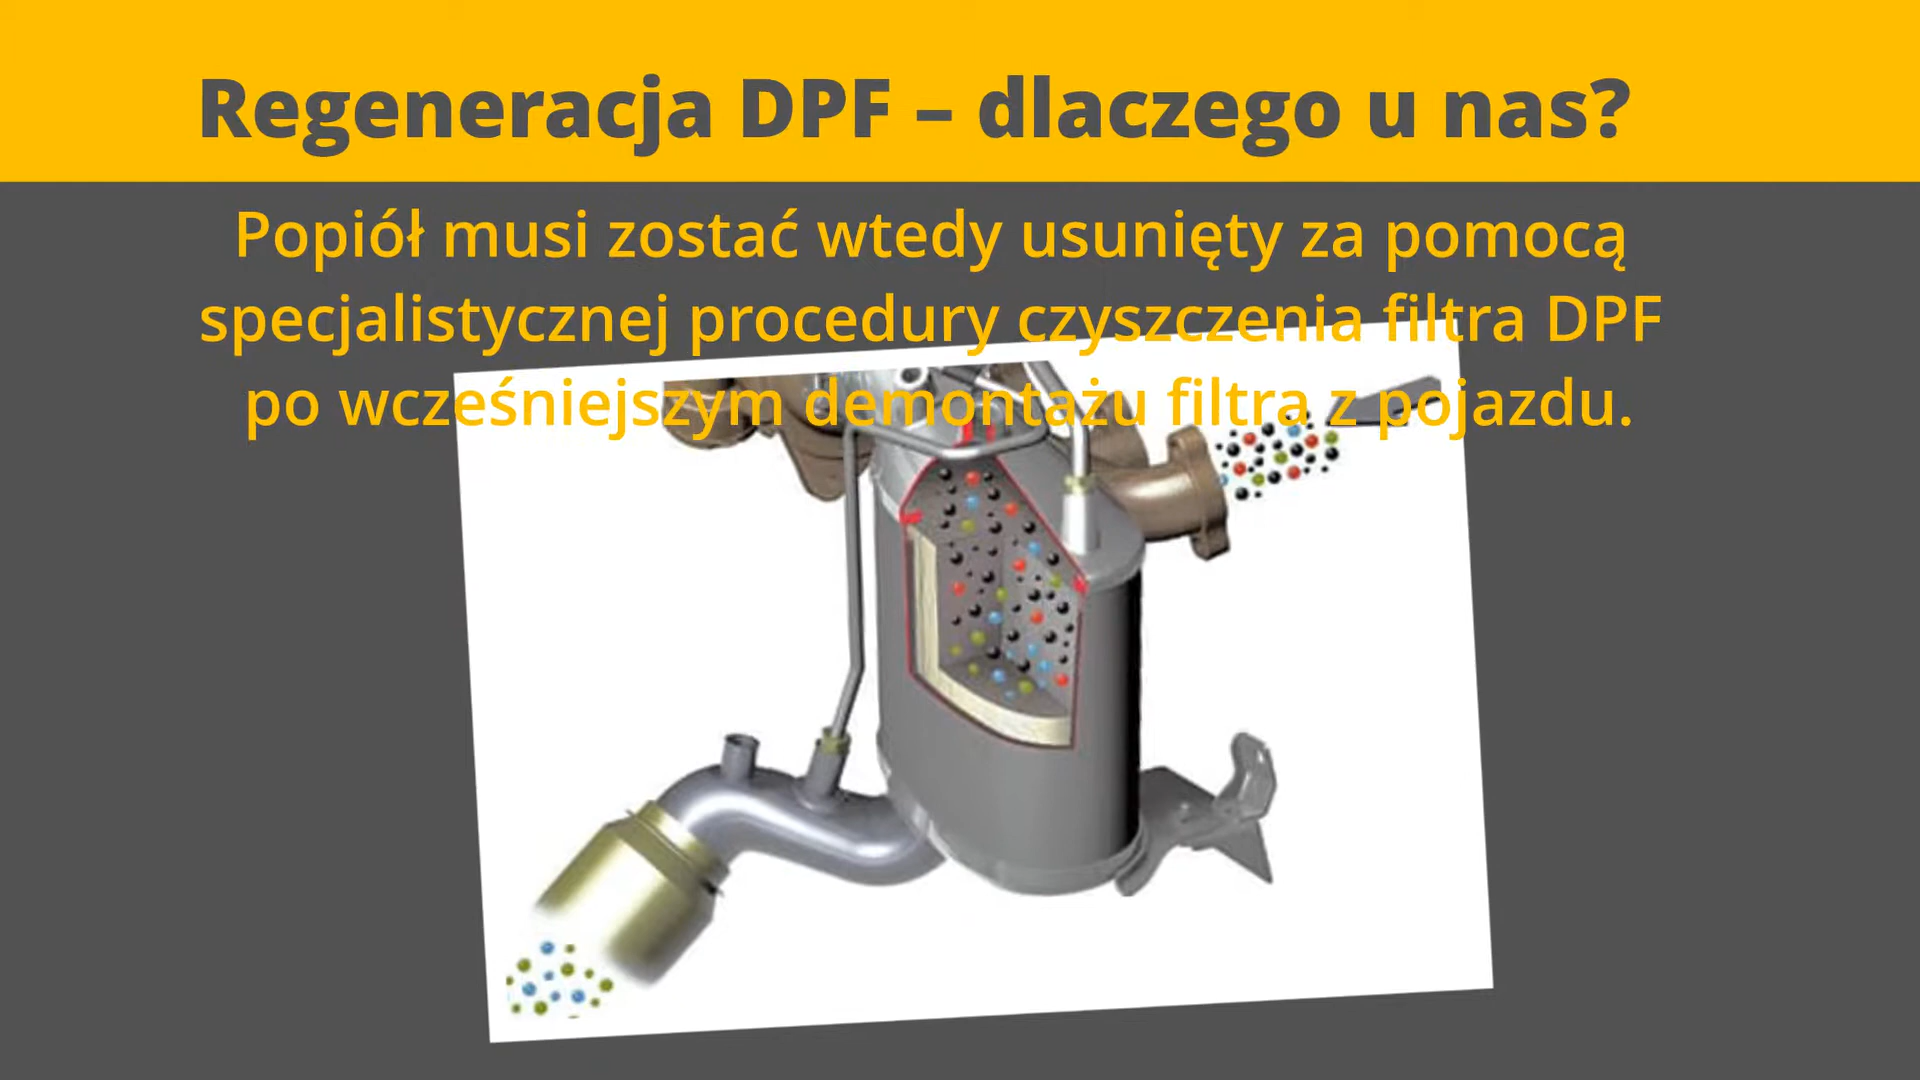 Regeneracja DPF – dlaczego u nas?
Popiół musi zostać wtedy usunięty za pomocą
specjalistycznej procedury czyszczenia filtra DPF
po wcześniejszym demontażu filtra z pojazdu.